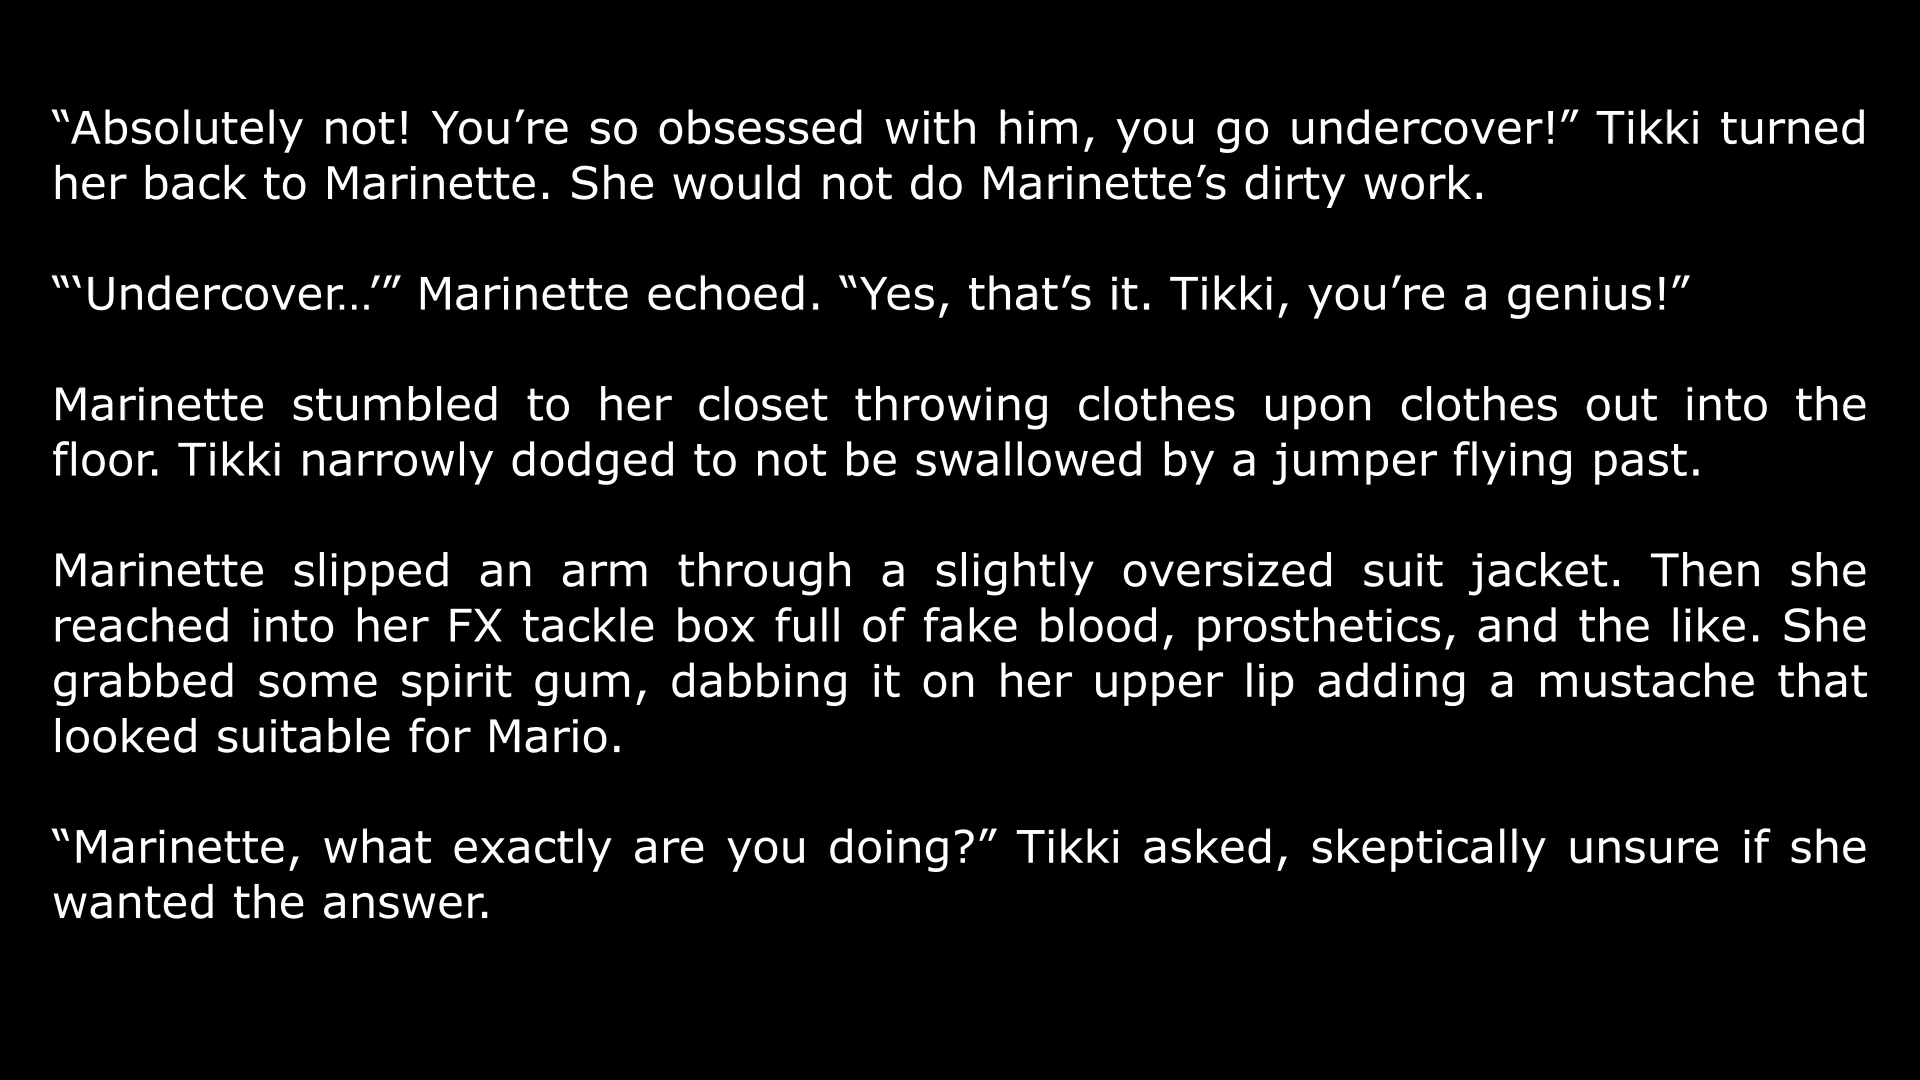 “Absolutely not! You’re so obsessed with him, you go undercover!” Tikki turned
her back to Marinette. She would not do Marinette’s dirty work.
“‘Undercover…’” Marinette echoed. “Yes, that’s it. Tikki, you’re a genius!”
Marinette stumbled to her closet throwing clothes upon clothes out into the
floor. Tikki narrowly dodged to not be swallowed by a jumper flying past.
Marinette slipped an arm through a slightly oversized suit jacket. Then she
reached into her FX tackle box full of fake blood, prosthetics, and the like. She
grabbed some spirit gum, dabbing it on her upper lip adding a mustache that
looked suitable for Mario.
“Marinette, what exactly are you doing?” Tikki asked, skeptically unsure if she
wanted the answer.